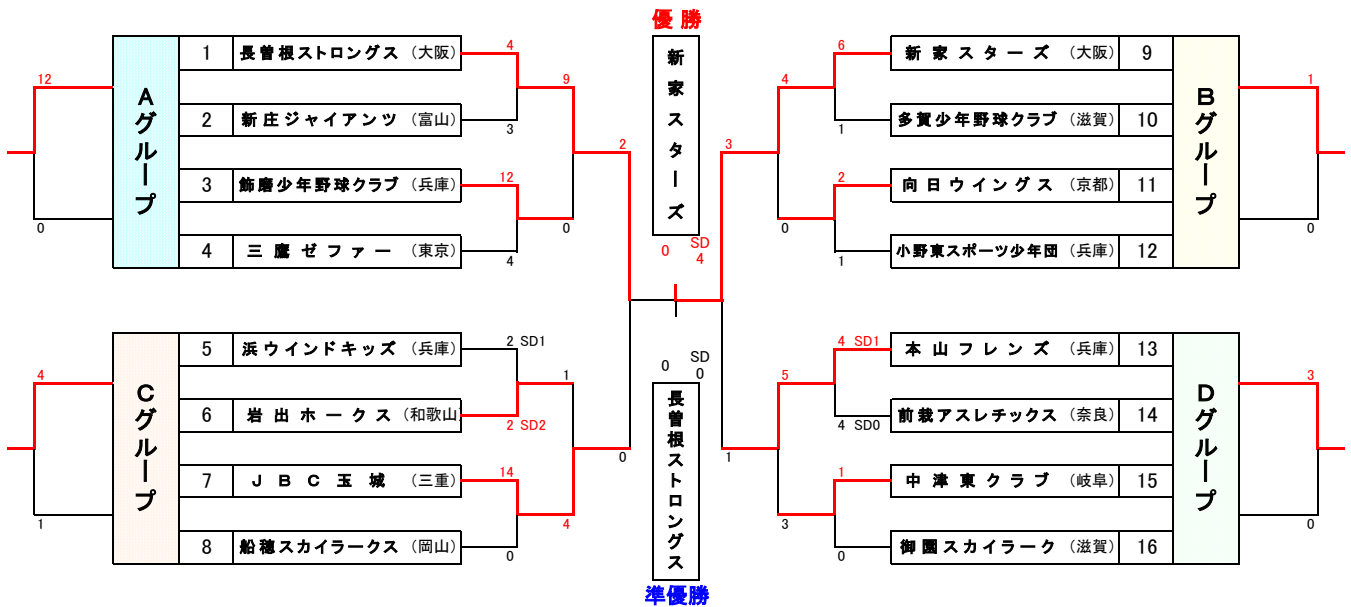 優 勝
新家スターズ
0 SD 4
0 SD 0
長曽根ストロングス
準優勝
Aグループ
1 長曽根ストロングス (大阪) 4
2 新庄ジャイアンツ (富山) 3
3 飾磨少年野球クラブ (兵庫) 12
4 三鷹ゼファー (東京) 4
12
0
9
0
2
Cグループ
5 浜ウインドキッズ (兵庫) 2 SD1
6 岩出ホークス (和歌山) 2 SD2
7 JBC玉城 (三重) 14
8 船穂スカイラークス (岡山) 0
4
1
1
4
0
Bグループ
6 新家スターズ (大阪) 9
1 多賀少年野球クラブ (滋賀) 10
2 向日ウイングス (京都) 11
1 小野東スポーツ少年団 (兵庫) 12
3
4
0
1
0
Dグループ
4 SD1 本山フレンズ (兵庫) 13
4 SD0 前栽アスレチックス (奈良) 14
1 中津東クラブ (岐阜) 15
0 御園スカイラーク (滋賀) 16
1
5
3
3
0